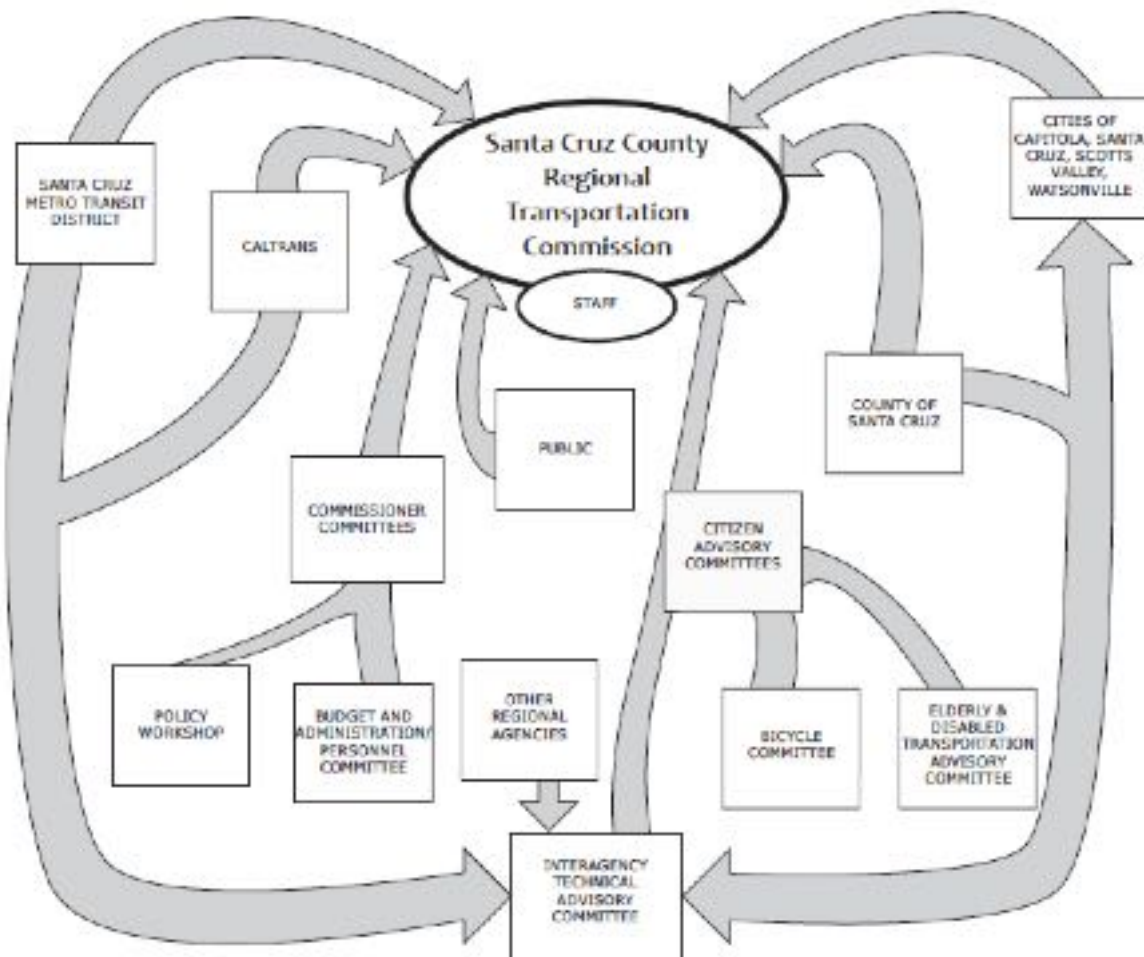 Santa Cruz County
Regional
Transportation
Commission
STAFF
CITIES OF
CAPITOLA, SANTA
CRUZ, SCOTTS
VALLEY,
WATSONVILLE
SANTA CRUZ
METRO TRANSIT
DISTRICT
CALTRANS
COUNTY OF
SANTA CRUZ
PUBLIC
COMMISSIONER
COMMITTEES
CITIZEN
ADVISORY
COMMITTEES
POLICY
WORKSHOP
BUDGET AND
ADMINISTRATION/
PERSONNEL
COMMITTEE
OTHER
REGIONAL
AGENCIES
BICYCLE
COMMITTEE
ELDERLY &
DISABLED
TRANSPORTATION
ADVISORY
COMMITTEE
INTERAGENCY
TECHNICAL
ADVISORY
COMMITTEE